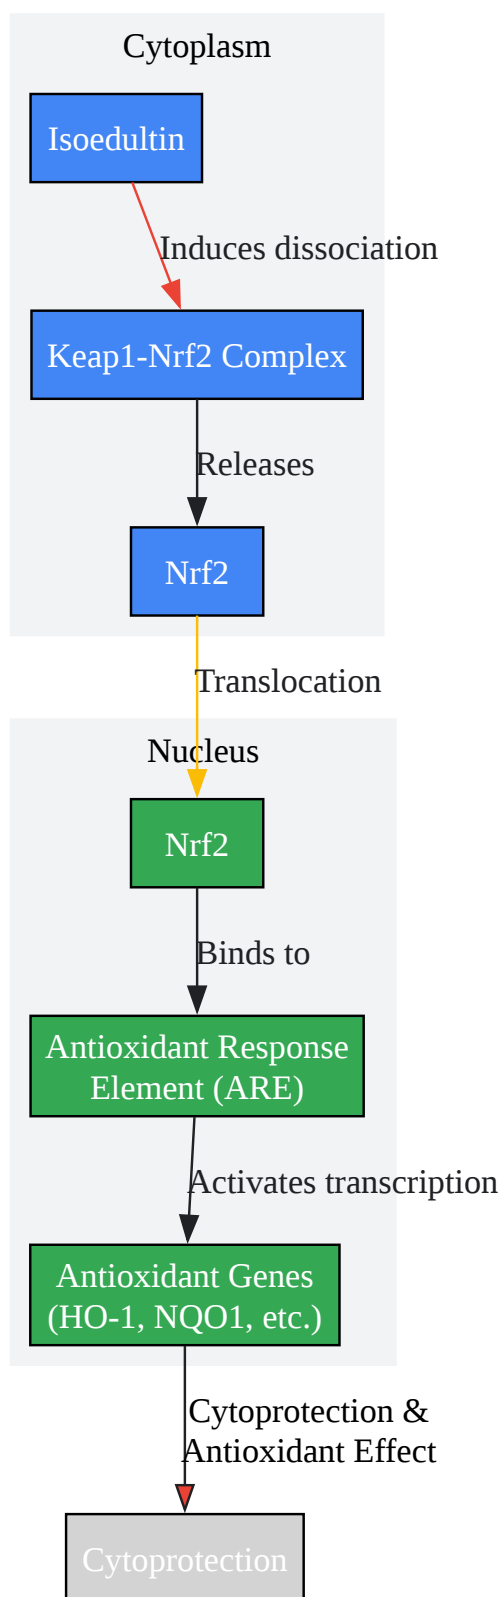 Cytoplasm
Isoedultin
Induces dissociation
Keap1-Nrf2 Complex
Releases
Nrf2
Translocation
Nucleus
Nrf2
Binds to
Antioxidant Response
Element (ARE)
Activates transcription
Antioxidant Genes
(HO-1, NQO1, etc.)
Cytoprotection &
Antioxidant Effect
Cytoprotection